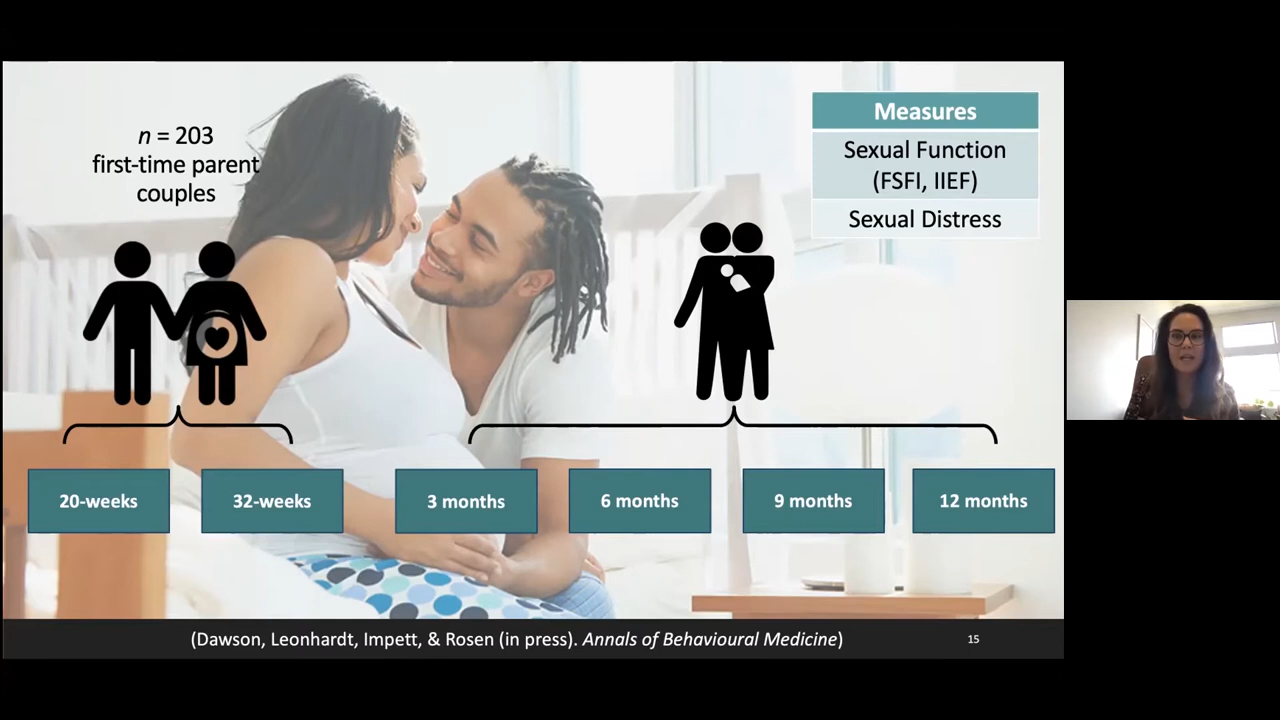 n = 203
first-time parent
couples
Measures
Sexual Function
(FSFI, IIEF)
Sexual Distress
20-weeks
32-weeks
3 months
6 months
9 months
12 months
(Dawson, Leonhardt, Impett, & Rosen (in press). Annals of Behavioural Medicine)
15